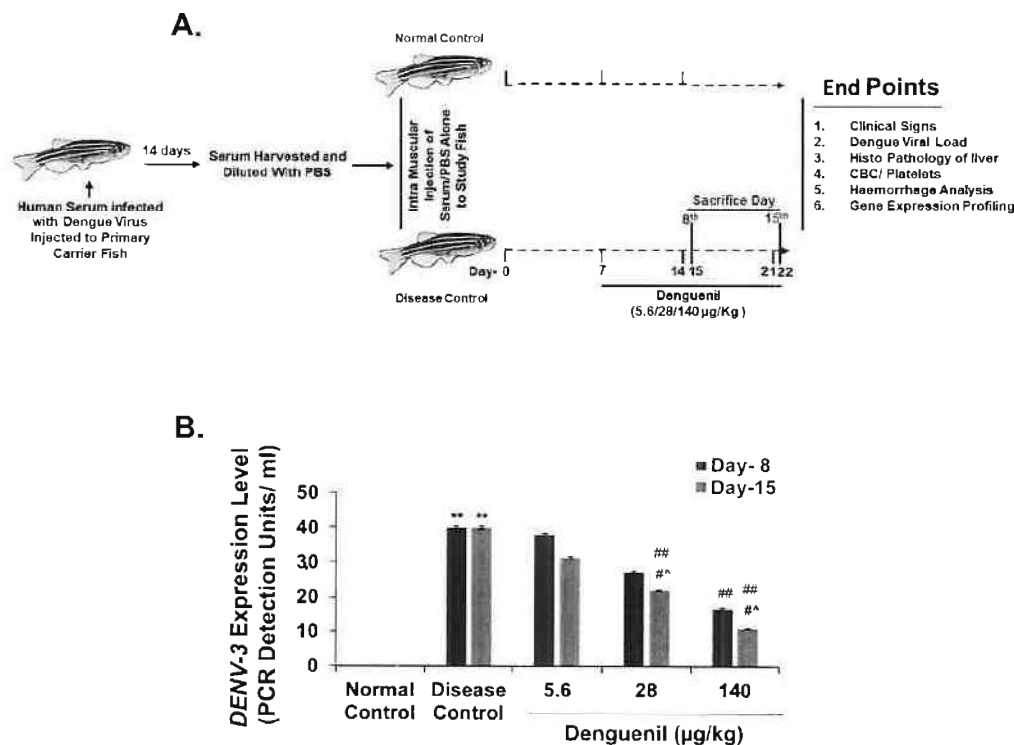 A.
Normal Control
14 days
Serum Harvested and
Diluted With PBS
Human Serum infected
with Dengue Virus
Injected to Primary
Carrier Fish
Intra Muscular
Injection of
Serum/PBS Alone
to Study Fish
Sacrifice Day
8th
15th
Day-
0
7
14
15
21
22
Disease Control
Denguenil
(5.6/28/140 µg/Kg )
End Points
1. Clinical Signs
2. Dengue Viral Load
3. Histo Pathology of liver
4. CBC/ Platelets
5. Haemorrhage Analysis
6. Gene Expression Profiling
B.
DENV-3 Expression Level
(PCR Detection Units/ ml)
Day- 8
Day-15
50
40
30
20
10
0
** **
##
#^
##
##
#^
Normal
Control
Disease
Control
5.6
28
140
Denguenil (µg/kg)